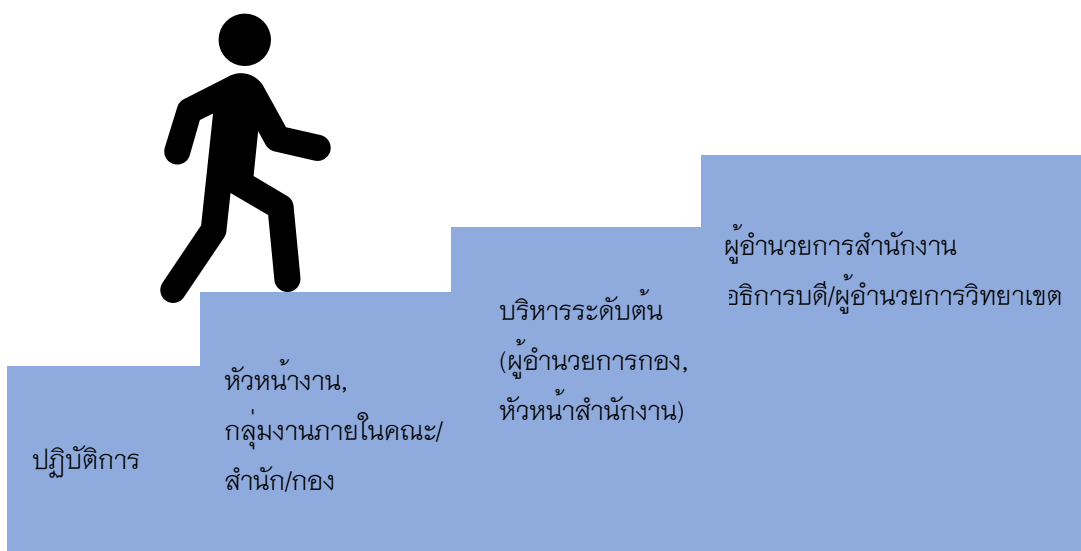 ปฏิบัติการ
หัวหน้างาน,
กลุ่มงานภายในคณะ/
สำนัก/กอง
บริหารระดับต้น
(ผู้อำนวยการกอง,
หัวหน้าสำนักงาน)
ผู้อำนวยการสำนักงาน
อธิการบดี/ผู้อำนวยการวิทยาเขต